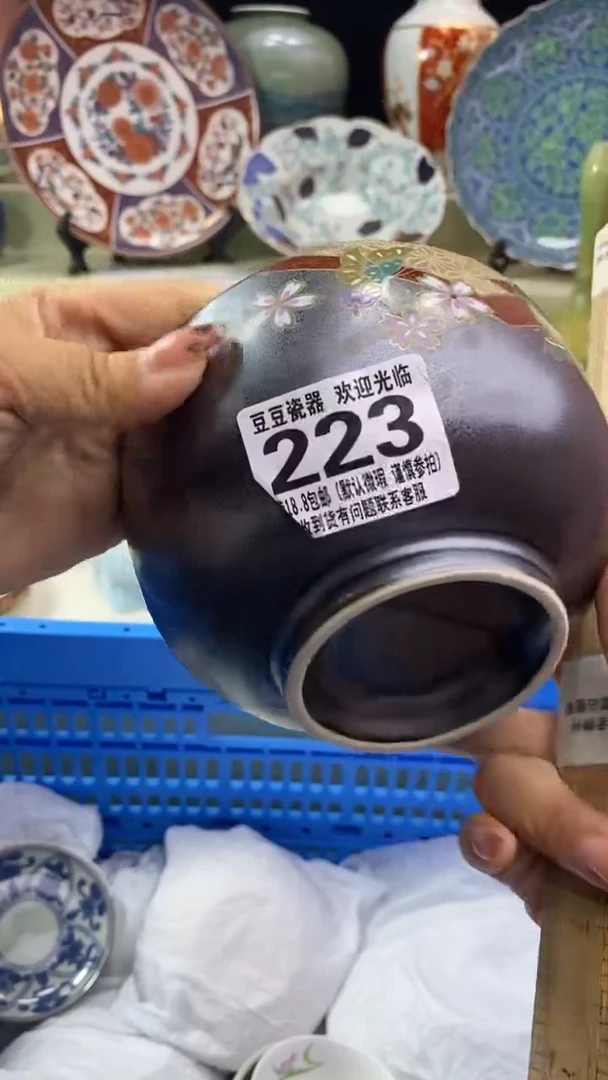 豆豆瓷器 欢迎光临
223
18.8包邮(默认微瑕 谨慎参拍)
收到货有问题联系客服